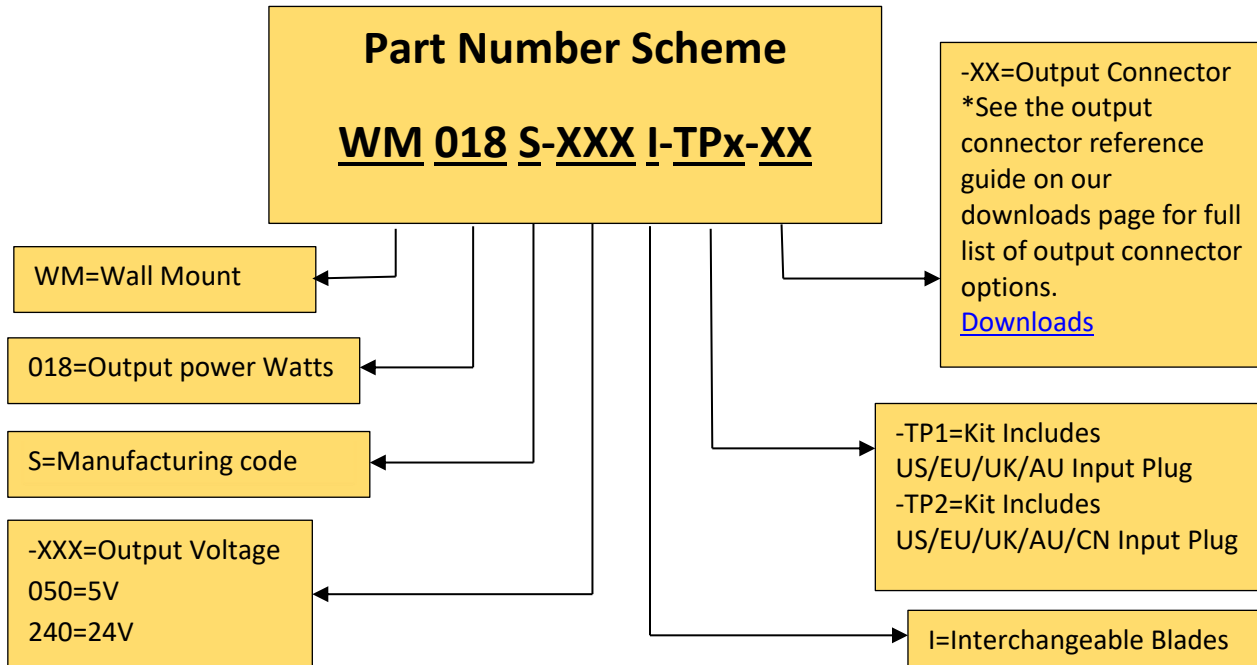 Part Number Scheme
WM 018 S-XXX I-TPx-XX
-XX=Output Connector
*See the output
connector reference
guide on our
downloads page for full
list of output connector
options.
Downloads
WM=Wall Mount
018=Output power Watts
S=Manufacturing code
-XXX=Output Voltage
050=5V
240=24V
-TP1=Kit Includes
US/EU/UK/AU Input Plug
-TP2=Kit Includes
US/EU/UK/AU/CN Input Plug
I=Interchangeable Blades